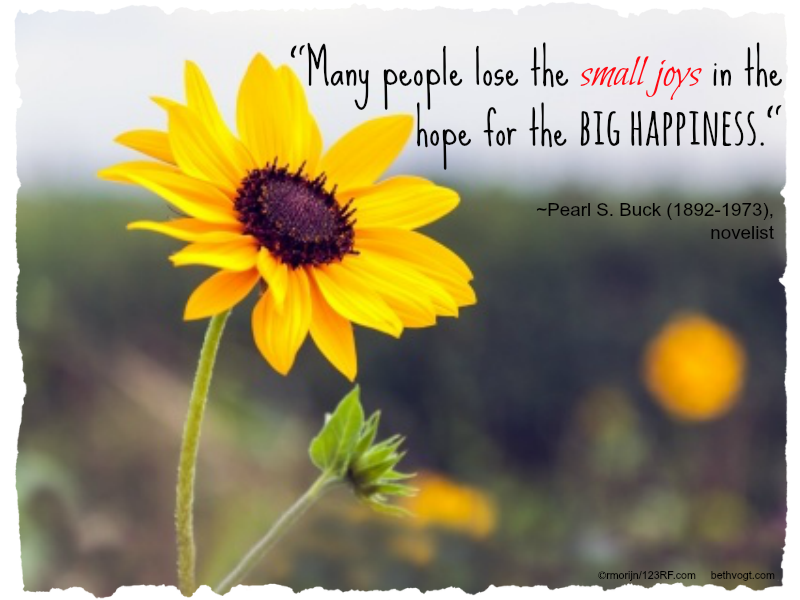 “Many people lose the small joys in the
hope for the BIG HAPPINESS.“
~Pearl S. Buck (1892-1973),
novelist
©rmorijn/123RF.com bethvogt.com